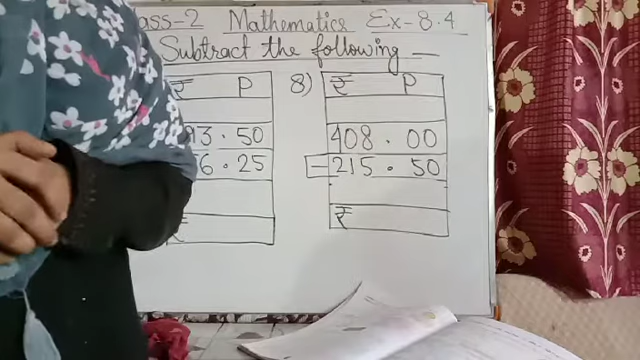 Class-2 Mathematics Ex-8.4
Subtract the following —
₹ P 8) ₹ P
93.50 408.00
6.25 -215.50
₹ ₹